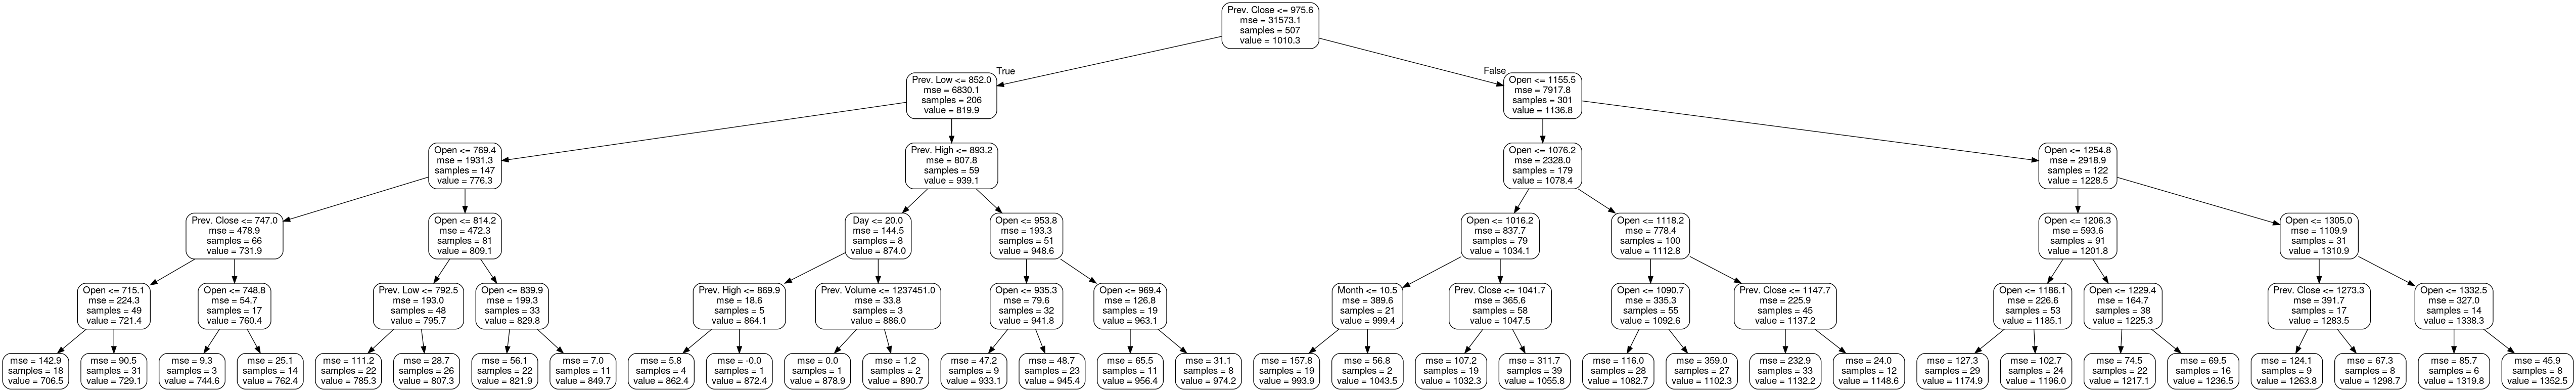 Prev. Close <= 975.6
mse = 31573.1
samples = 507
value = 1010.3
True
False
Prev. Low <= 852.0
mse = 6830.1
samples = 206
value = 819.9
Open <= 1155.5
mse = 7917.8
samples = 301
value = 1136.8
Open <= 769.4
mse = 1931.3
samples = 147
value = 776.3
Prev. High <= 893.2
mse = 807.8
samples = 59
value = 939.1
Open <= 1076.2
mse = 2328.0
samples = 179
value = 1078.4
Open <= 1254.8
mse = 2918.9
samples = 122
value = 1228.5
Prev. Close <= 747.0
mse = 478.9
samples = 66
value = 731.9
Open <= 814.2
mse = 472.3
samples = 81
value = 809.1
Day <= 20.0
mse = 144.5
samples = 8
value = 874.0
Open <= 953.8
mse = 193.3
samples = 51
value = 948.6
Open <= 1016.2
mse = 837.7
samples = 79
value = 1034.1
Open <= 1118.2
mse = 778.4
samples = 100
value = 1112.8
Open <= 1206.3
mse = 593.6
samples = 91
value = 1201.8
Open <= 1305.0
mse = 1109.9
samples = 31
value = 1310.9
Open <= 715.1
mse = 224.3
samples = 49
value = 721.4
Open <= 748.8
mse = 54.7
samples = 17
value = 760.4
Prev. Low <= 792.5
mse = 193.0
samples = 48
value = 795.7
Open <= 839.9
mse = 199.3
samples = 33
value = 829.8
Prev. High <= 869.9
mse = 18.6
samples = 5
value = 864.1
Prev. Volume <= 1237451.0
mse = 33.8
samples = 3
value = 886.0
Open <= 935.3
mse = 79.6
samples = 32
value = 941.8
Open <= 969.4
mse = 126.8
samples = 19
value = 963.1
Month <= 10.5
mse = 389.6
samples = 21
value = 999.4
Prev. Close <= 1041.7
mse = 365.6
samples = 58
value = 1047.5
Open <= 1090.7
mse = 335.3
samples = 55
value = 1092.6
Prev. Close <= 1147.7
mse = 225.9
samples = 45
value = 1137.2
Open <= 1186.1
mse = 226.6
samples = 53
value = 1185.1
Open <= 1229.4
mse = 164.7
samples = 38
value = 1225.3
Prev. Close <= 1273.3
mse = 391.7
samples = 17
value = 1283.5
Open <= 1332.5
mse = 327.0
samples = 14
value = 1338.3
mse = 142.9
samples = 18
value = 706.5
mse = 90.5
samples = 31
value = 729.1
mse = 9.3
samples = 3
value = 744.6
mse = 25.1
samples = 14
value = 762.4
mse = 111.2
samples = 22
value = 785.3
mse = 28.7
samples = 26
value = 807.3
mse = 56.1
samples = 22
value = 821.9
mse = 7.0
samples = 11
value = 849.7
mse = 5.8
samples = 4
value = 862.4
mse = -0.0
samples = 1
value = 872.4
mse = 0.0
samples = 1
value = 878.9
mse = 1.2
samples = 2
value = 890.7
mse = 47.2
samples = 9
value = 933.1
mse = 48.7
samples = 23
value = 945.4
mse = 65.5
samples = 11
value = 956.4
mse = 31.1
samples = 8
value = 974.2
mse = 157.8
samples = 19
value = 993.9
mse = 56.8
samples = 2
value = 1043.5
mse = 107.2
samples = 19
value = 1032.3
mse = 311.7
samples = 39
value = 1055.8
mse = 116.0
samples = 28
value = 1082.7
mse = 359.0
samples = 27
value = 1102.3
mse = 232.9
samples = 33
value = 1132.2
mse = 24.0
samples = 12
value = 1148.6
mse = 127.3
samples = 29
value = 1174.9
mse = 102.7
samples = 24
value = 1196.0
mse = 74.5
samples = 22
value = 1217.1
mse = 69.5
samples = 16
value = 1236.5
mse = 124.1
samples = 9
value = 1263.8
mse = 67.3
samples = 8
value = 1298.7
mse = 85.7
samples = 6
value = 1319.8
mse = 45.9
samples = 8
value = 1352.2